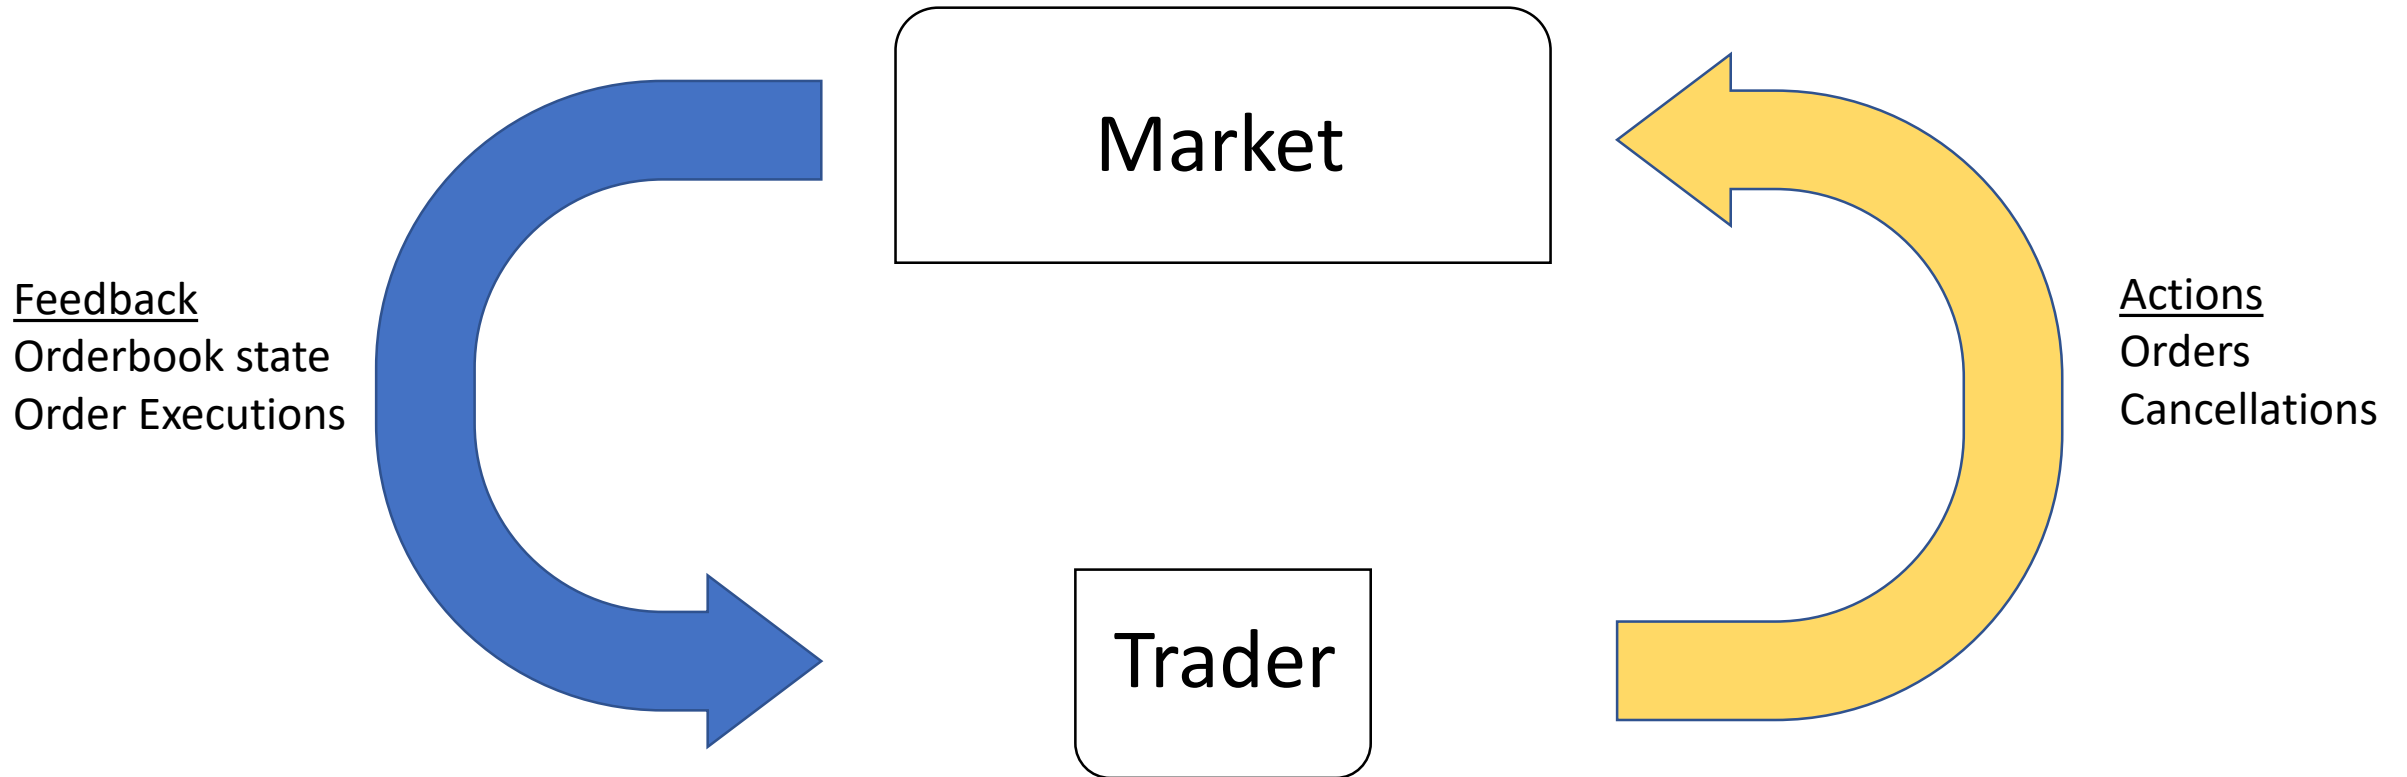 Market
Feedback
Orderbook state
Order Executions
Actions
Orders
Cancellations
Trader